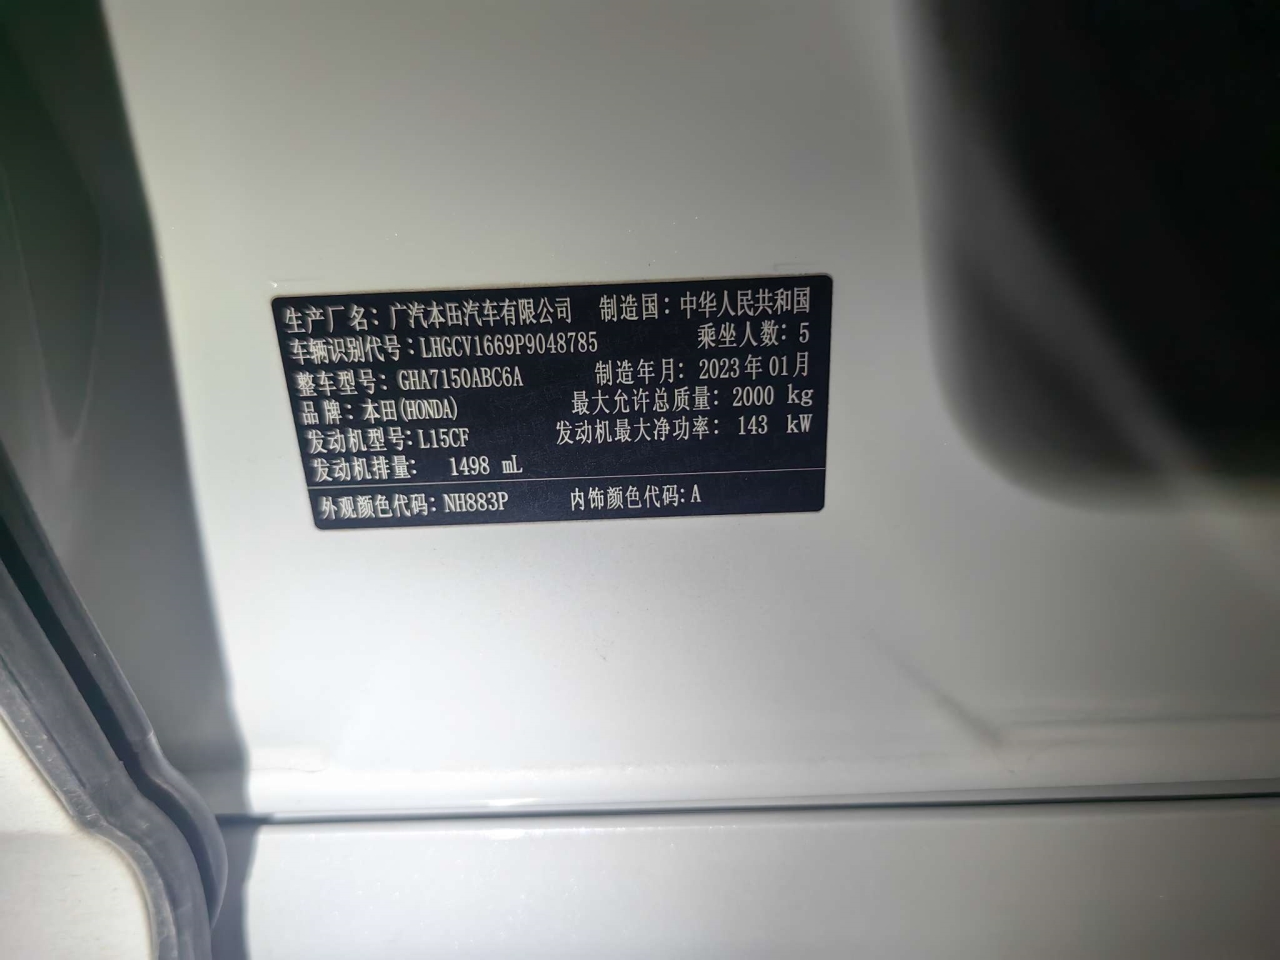 生产厂名：广汽本田汽车有限公司 制造国：中华人民共和国
车辆识别代号：LHGCV1669P9048785 乘坐人数：5
整车型号：GHA7150ABC6A 制造年月：2023年01月
品牌：本田(HONDA) 最大允许总质量：2000 kg
发动机型号：L15CF 发动机最大净功率：143 kW
发动机排量： 1498 mL
外观颜色代码：NH883P 内饰颜色代码：A